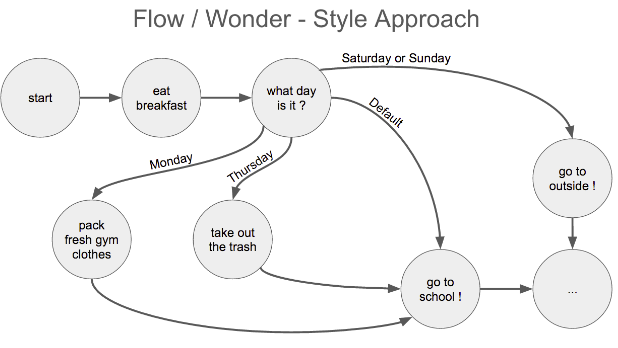 Flow / Wonder - Style Approach
Saturday or Sunday
start
eat
breakfast
what day
is it ?
Default
Monday
Thursday
go to
outside !
pack
fresh gym
clothes
take out
the trash
go to
school !
...